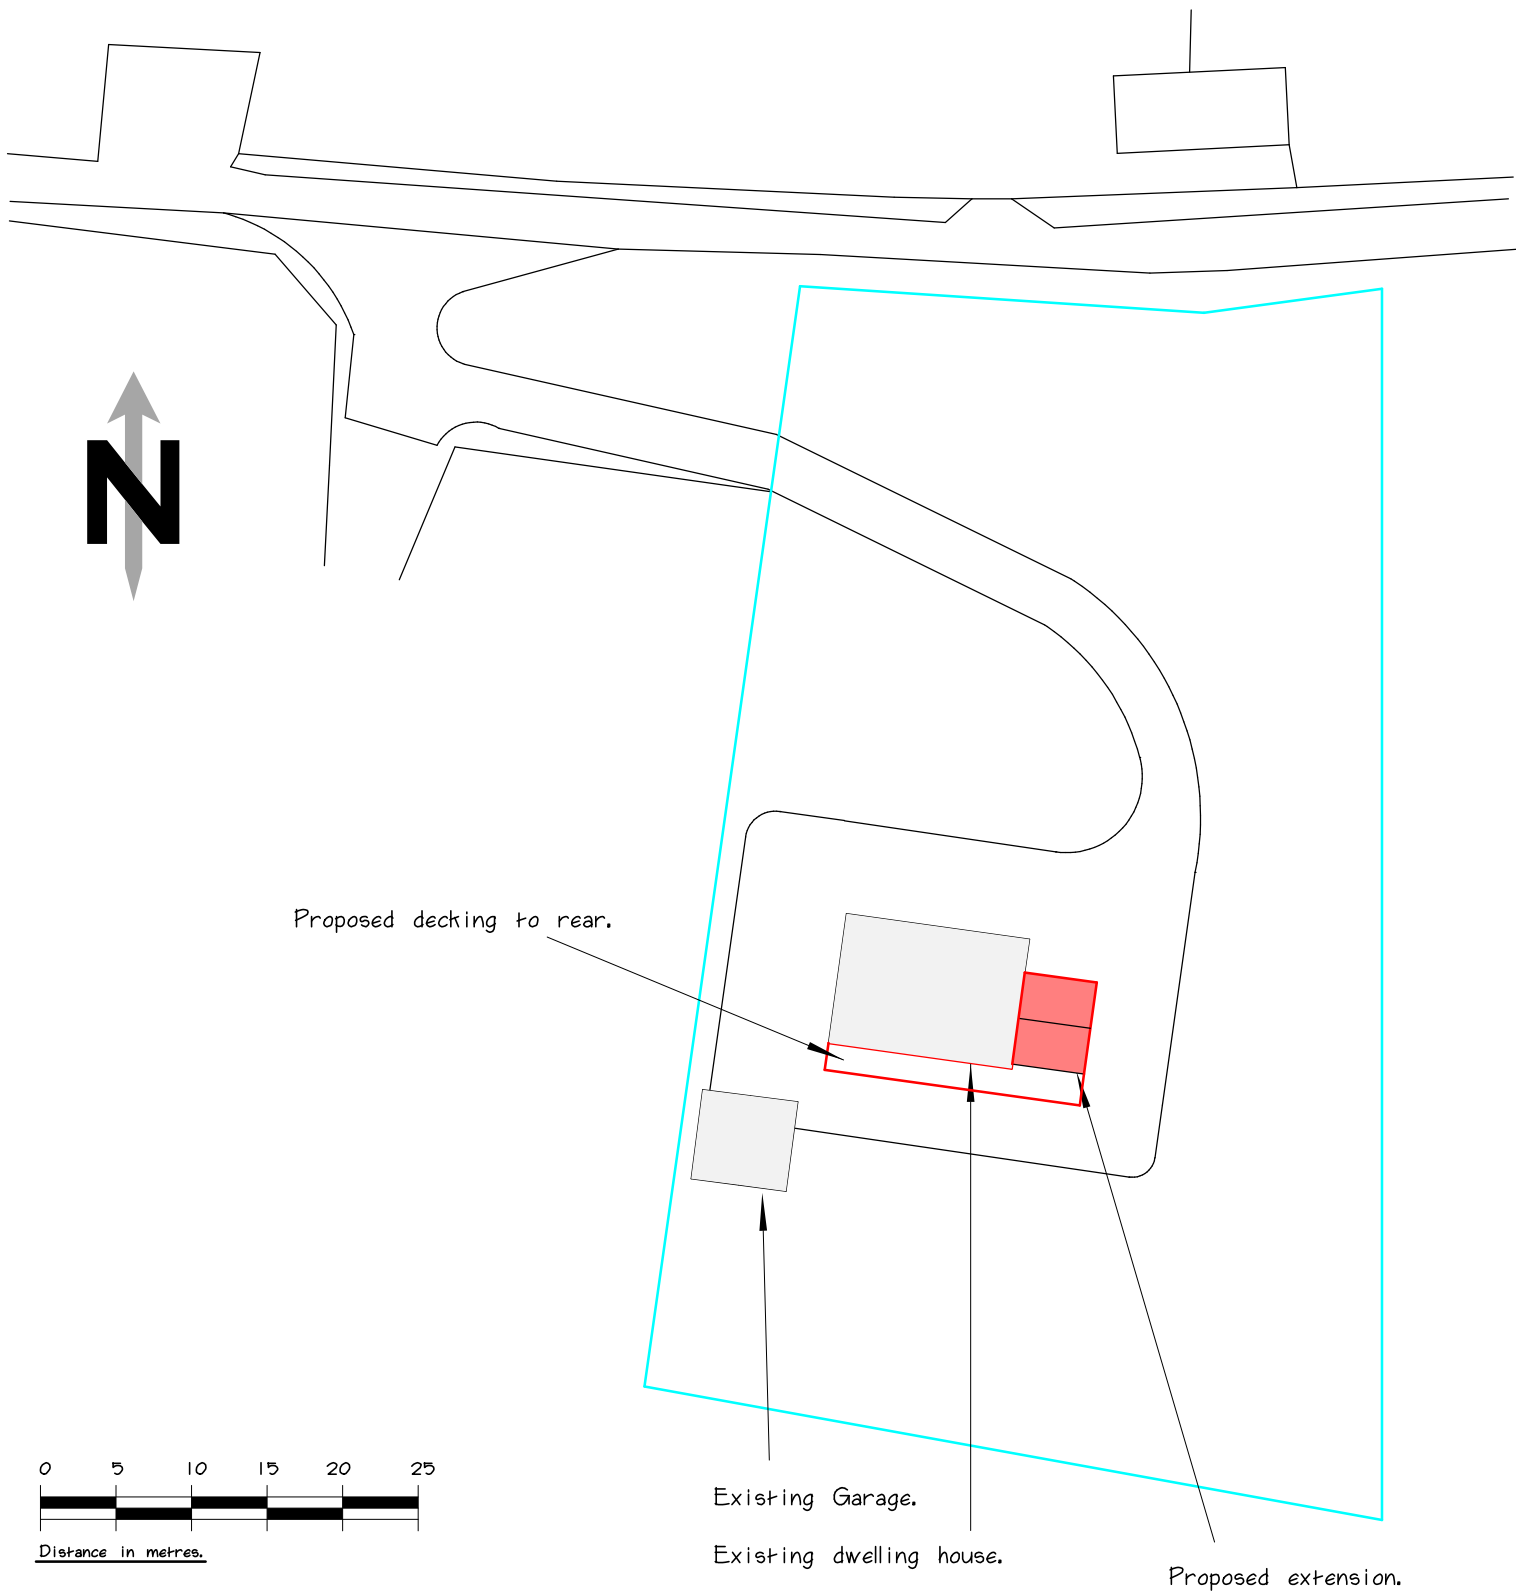 N
Proposed decking to rear.
0 5 10 15 20 25
Distance in metres.
Existing Garage.
Existing dwelling house.
Proposed extension.